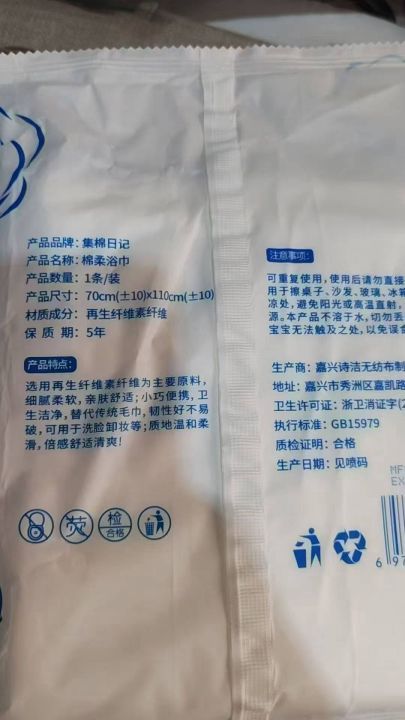 产品品牌：集棉日记
产品名称：棉柔浴巾
产品数量：1条/装
产品尺寸：70cm(±10)x110cm(±10)
材质成分：再生纤维素纤维
保 质 期：5年
产品特点：
选用再生纤维素纤维为主要原料，
细腻柔软，亲肤舒适；小巧便携，卫
生洁净，替代传统毛巾，韧性好不易
破，可用于洗脸卸妆等；质地温和柔
滑，倍感舒适清爽！
荧
检
合格
注意事项：
可重复使用，使用后请勿直接
用于擦桌子、沙发、玻璃、冰箱
凉处，避免阳光或高温直射，
源。本产品不溶于水，切勿丢
宝宝无法触及之处，以免误食
生产商：嘉兴诗洁无纺布制
地址：嘉兴市秀洲区嘉凯路
卫生许可证：浙卫消证字(2
执行标准：GB15979
质检证明：合格
生产日期：见喷码
MF
EX
6 97